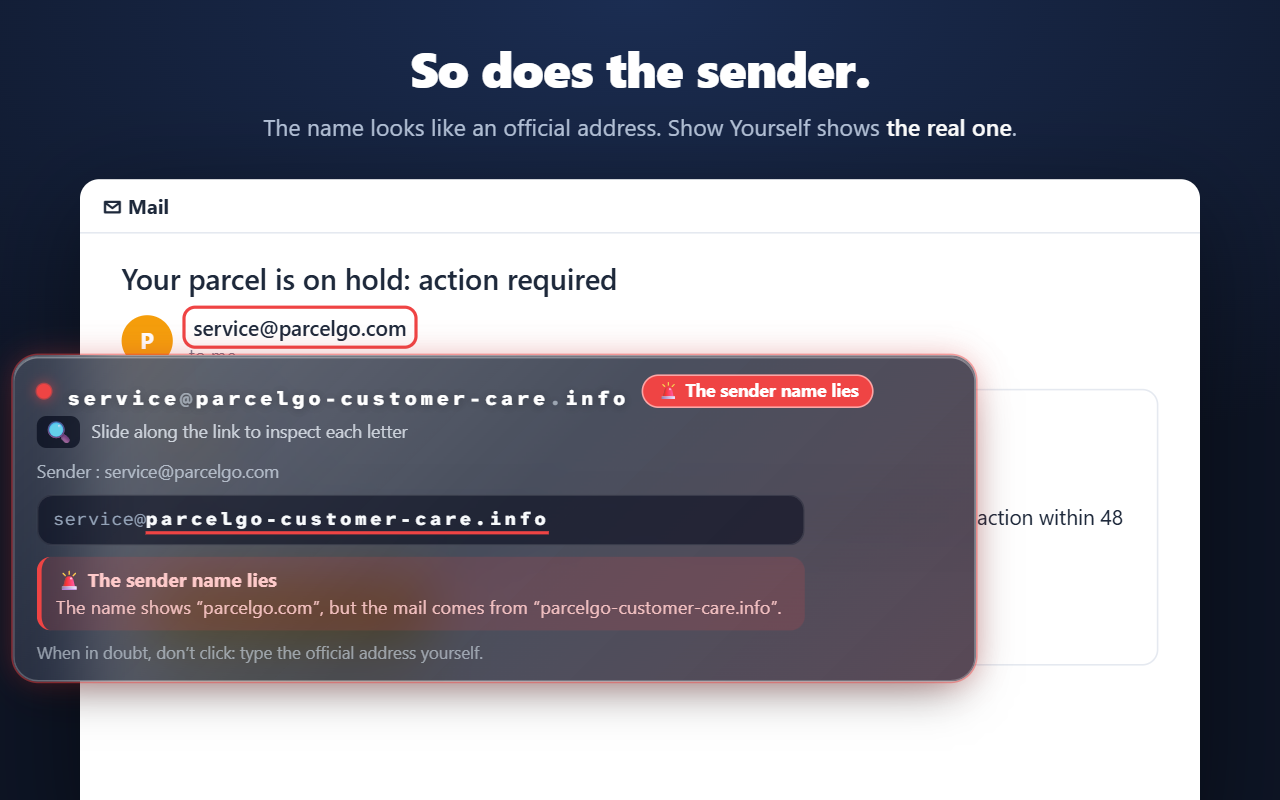 So does the sender.
The name looks like an official address. Show Yourself shows the real one.
Mail
Your parcel is on hold: action required
P
service@parcelgo.com
to me
service@parcelgo-customer-care.info
The sender name lies
Slide along the link to inspect each letter
Sender : service@parcelgo.com
service@parcelgo-customer-care.info
action within 48
The sender name lies
The name shows “parcelgo.com”, but the mail comes from “parcelgo-customer-care.info”.
When in doubt, don’t click: type the official address yourself.